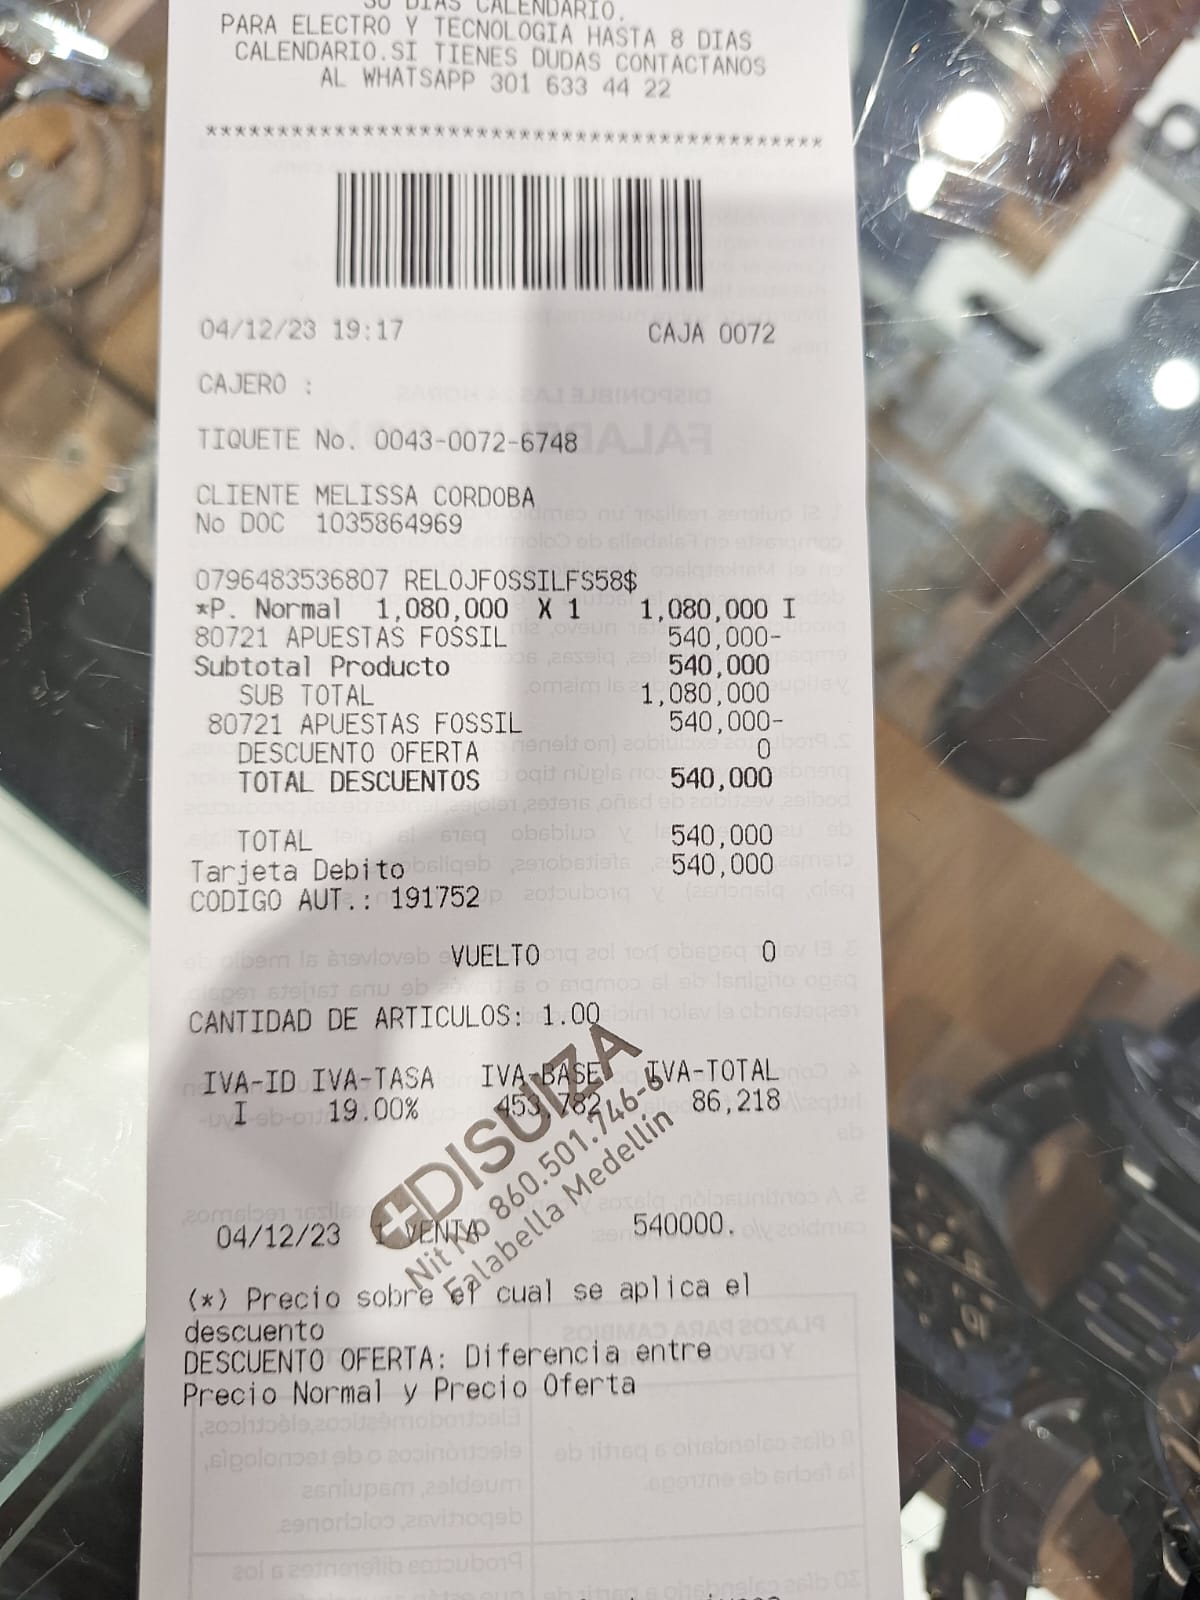 30 DIAS CALENDARIO.
PARA ELECTRO Y TECNOLOGIA HASTA 8 DIAS
CALENDARIO.SI TIENES DUDAS CONTACTANOS
AL WHATSAPP 301 633 44 22
*******************************************
04/12/23 19:17 CAJA 0072
CAJERO :
TIQUETE No. 0043-0072-6748
CLIENTE MELISSA CORDOBA
No DOC 1035864969
0796483536807 RELOJFOSSILFS58$
*P. Normal 1,080,000 X 1 1,080,000 I
80721 APUESTAS FOSSIL 540,000-
Subtotal Producto 540,000
SUB TOTAL 1,080,000
80721 APUESTAS FOSSIL 540,000-
DESCUENTO OFERTA 0
TOTAL DESCUENTOS 540,000
TOTAL 540,000
Tarjeta Debito 540,000
CODIGO AUT.: 191752
VUELTO 0
CANTIDAD DE ARTICULOS: 1.00
IVA-ID IVA-TASA IVA-BASE IVA-TOTAL
I 19.00% 453,782 86,218
DISUIZA
Nit No 860.501.746-6
Falabella Medellin
04/12/23 I VENTA 540000.
(*) Precio sobre el cual se aplica el
descuento
DESCUENTO OFERTA: Diferencia entre
Precio Normal y Precio Oferta